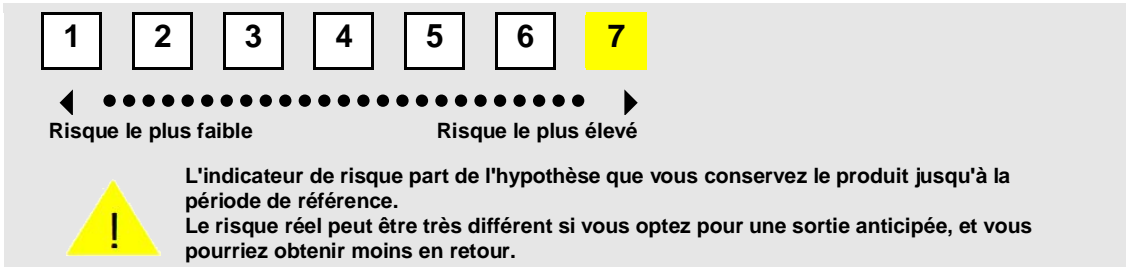 1 2 3 4 5 6 7
Risque le plus faible Risque le plus élevé
L'indicateur de risque part de l'hypothèse que vous conservez le produit jusqu'à la
période de référence.
Le risque réel peut être très différent si vous optez pour une sortie anticipée, et vous
pourriez obtenir moins en retour.
!